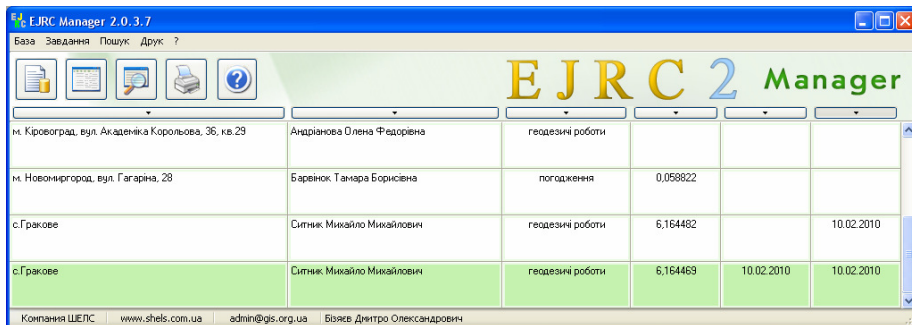 EJRC Manager 2.0.3.7
База Завдання Пошук Друк ?
EJRC 2 Manager
м. Кіровоград, вул. Академіка Корольова, 36, кв.29 Андріанова Олена Федорівна геодезичі роботи
м. Новомиргород, вул. Гагаріна, 28 Барвінок Тамара Борисівна погодження 0,058822
с.Гракове Ситник Михайло Михайлович геодезичі роботи 6,164482 10.02.2010
с.Гракове Ситник Михайло Михайлович геодезичі роботи 6,164469 10.02.2010 10.02.2010
Компания ШЕЛС www.shels.com.ua admin@gis.org.ua Бізяєв Дмитро Олександрович